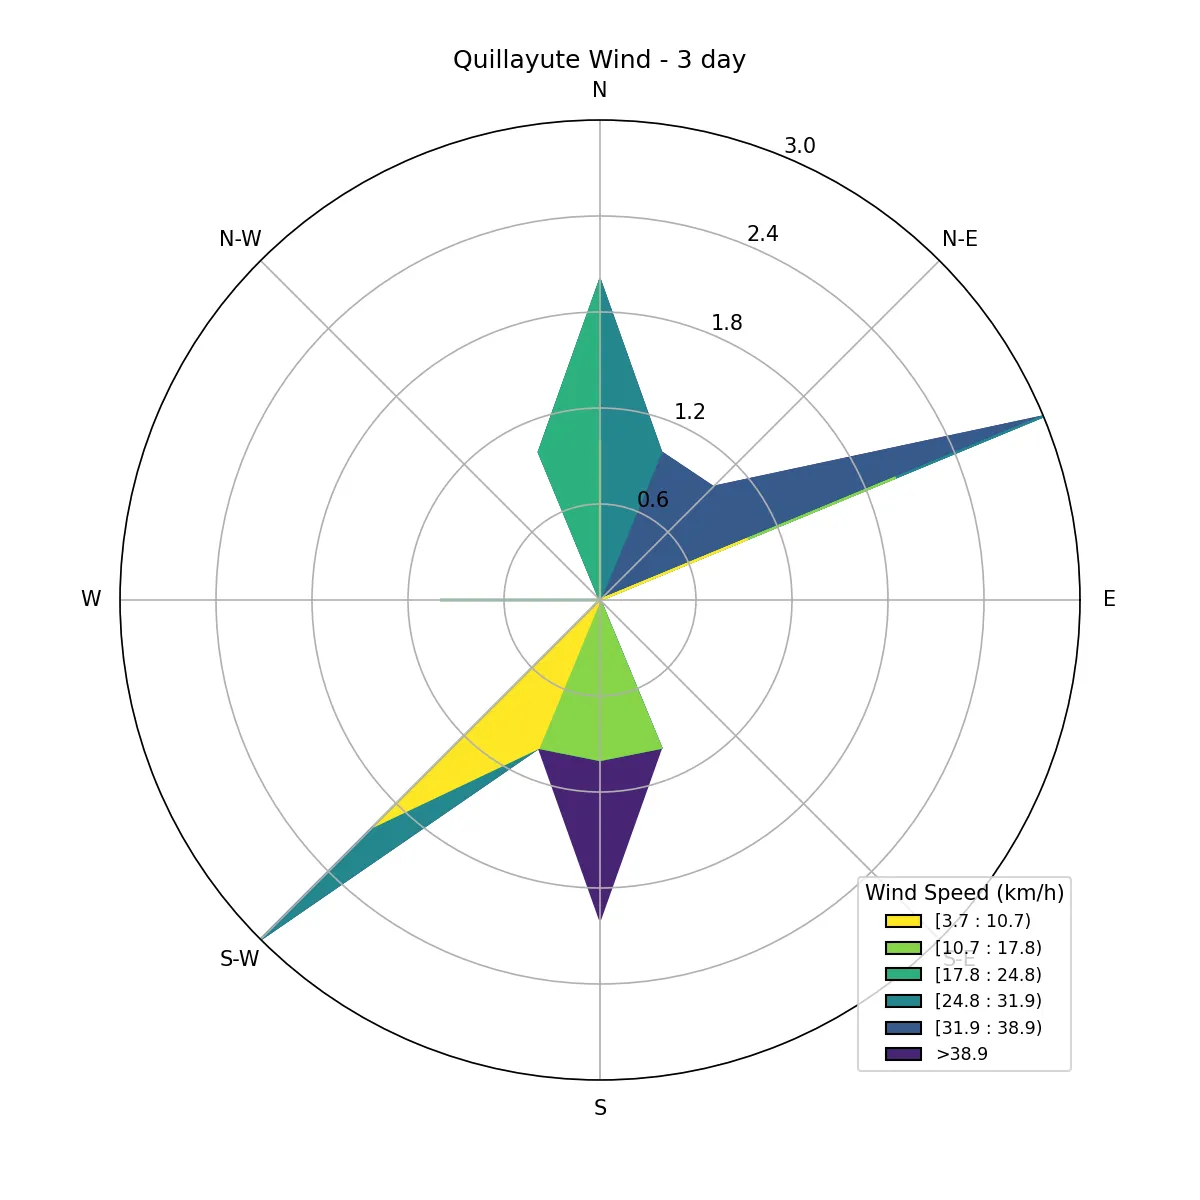 Quillayute Wind - 3 day
N
3.0
N-W
N-E
2.4
1.8
1.2
0.6
W
E
S-W
S-E
S
Wind Speed (km/h)
[3.7 : 10.7)
[10.7 : 17.8)
[17.8 : 24.8)
[24.8 : 31.9)
[31.9 : 38.9)
>38.9